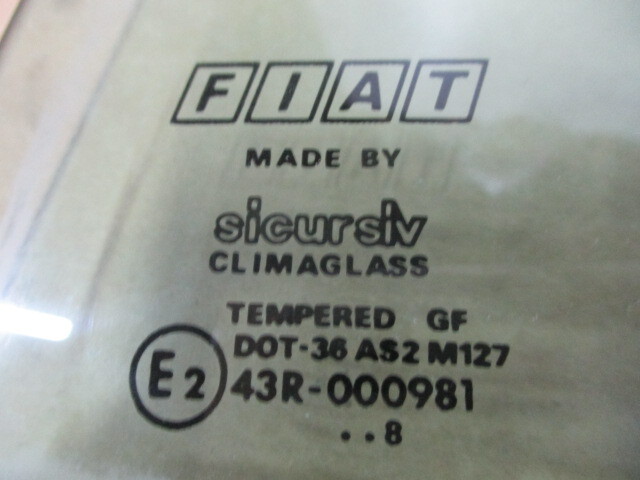 FIAT
MADE BY
sicursiv
CLIMAGLASS
TEMPERED GF
DOT-36 AS2 M127
E2 43R-000981
..8